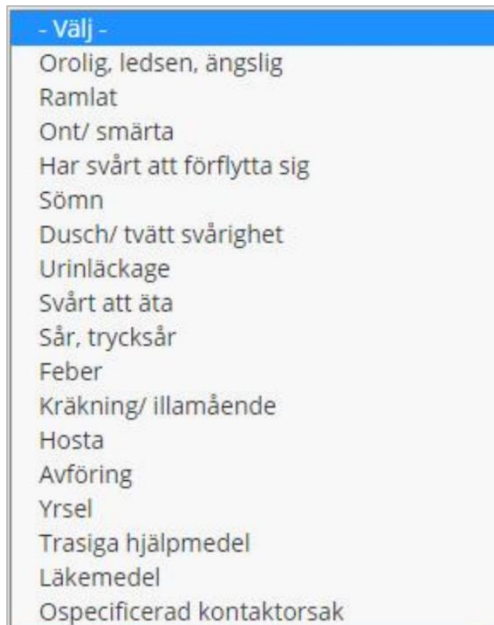 - Välj -
Orolig, ledsen, ängslig
Ramlat
Ont/ smärta
Har svårt att förflytta sig
Sömn
Dusch/ tvätt svårighet
Urinläckage
Svårt att äta
Sår, trycksår
Feber
Kräkning/ illamående
Hosta
Avföring
Yrsel
Trasiga hjälpmedel
Läkemedel
Ospecificerad kontaktorsak